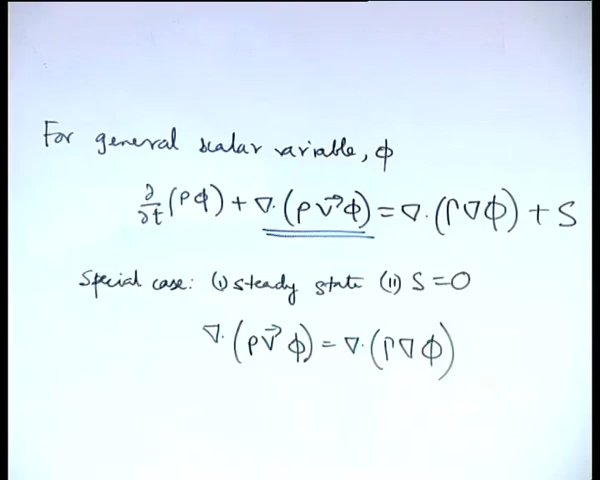 For general scalar variable, ϕ
∂/∂t (ρϕ) + ∇. (ρv⃗ϕ) = ∇. (Γ∇ϕ) + S
Special case: (i) steady state (ii) S = 0
∇. (ρv⃗ϕ) = ∇. (Γ∇ϕ)